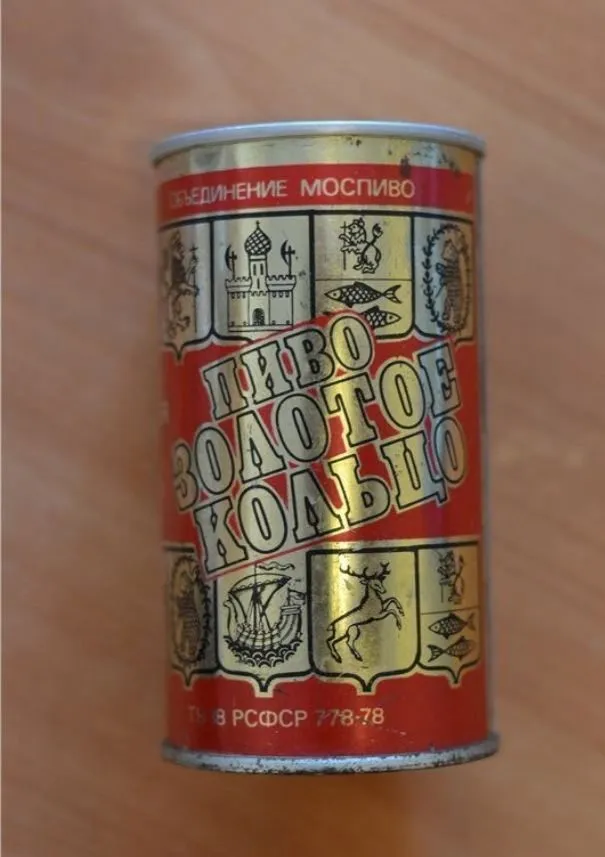 ОБЪЕДИНЕНИЕ МОСПИВО
ПИВО
ЗОЛОТОЕ
КОЛЬЦО
РСФСР 778-78